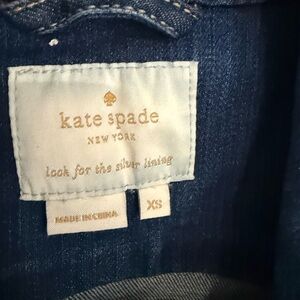 kate spade
NEW YORK
look for the silver lining
MADE IN CHINA
XS